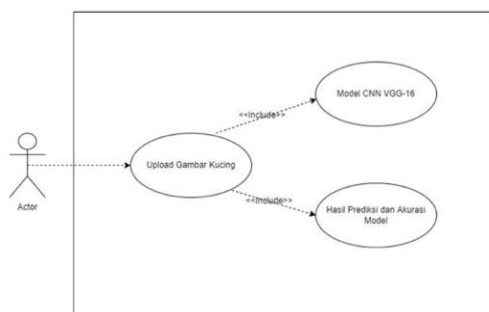 Model CNN VGG-16
<<Include>>
Upload Gambar Kucing
Actor
<<Include>>
Hasil Prediksi dan Akurasi
Model